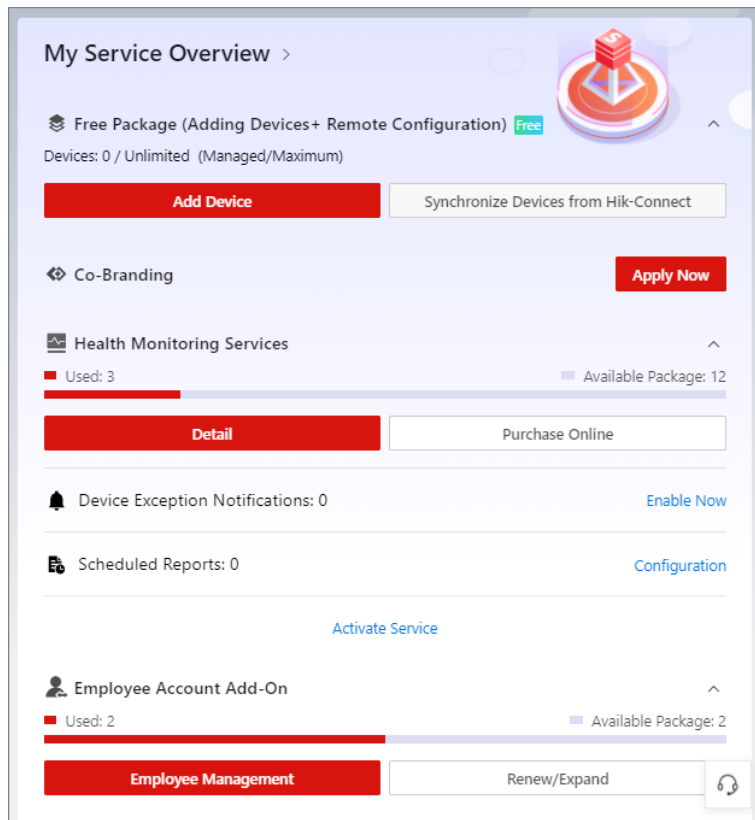 My Service Overview >
Free Package (Adding Devices+ Remote Configuration) Free
Devices: 0 / Unlimited (Managed/Maximum)
Add Device Synchronize Devices from Hik-Connect
Co-Branding Apply Now
Health Monitoring Services
Used: 3 Available Package: 12
Detail Purchase Online
Device Exception Notifications: 0 Enable Now
Scheduled Reports: 0 Configuration
Activate Service
Employee Account Add-On
Used: 2 Available Package: 2
Employee Management Renew/Expand